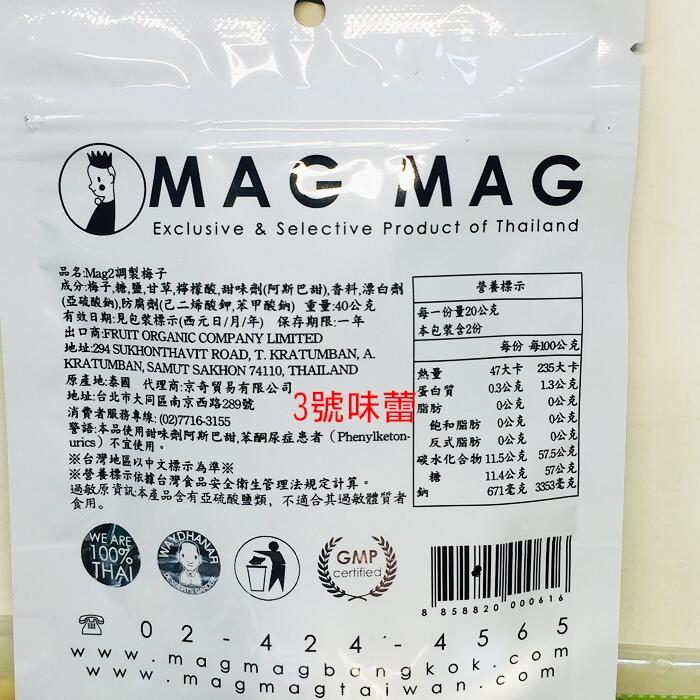 MAG MAG
Exclusive & Selective Product of Thailand
品名:Mag2調製梅子
成分:梅子,糖,鹽,甘草,檸檬酸,甜味劑(阿斯巴甜),香料,漂白劑
(亞硫酸鈉),防腐劑(己二烯酸鉀,苯甲酸鈉) 重量:40公克
有效日期:見包裝標示(西元日/月/年) 保存期限:一年
出口商:FRUIT ORGANIC COMPANY LIMITED
地址:294 SUKHONTHAVIT ROAD, T. KRATUMBAN, A.
KRATUMBAN, SAMUT SAKHON 74110, THAILAND
原產地:泰國 代理商:京奇貿易有限公司
地址:台北市大同區南京西路289號
消費者服務專線:(02)7716-3155
警語:本品使用甜味劑阿斯巴甜,苯酮尿症患者(Phenylketon-
urics)不宜使用。
※台灣地區以中文標示為準※
※營養標示依據台灣食品安全衛生管理法規定計算。
過敏原資訊:本產品含有亞硫酸鹽類,不適合其過敏體質者
食用。
營養標示
每一份量20公克
本包裝含2份
每份 每100公克
熱量 47大卡 235大卡
蛋白質 0.3公克 1.3公克
脂肪 0公克 0公克
飽和脂肪 0公克 0公克
反式脂肪 0公克 0公克
碳水化合物 11.5公克 57.5公克
糖 11.4公克 57公克
鈉 671毫克 3353毫克
3號味蕾
WE ARE
100%
THAI
WAYDHANAR
GMP
certified
8 858820 000616
02-424-4565
www.magmagbangkok.com
www.magmagtaiwan.com